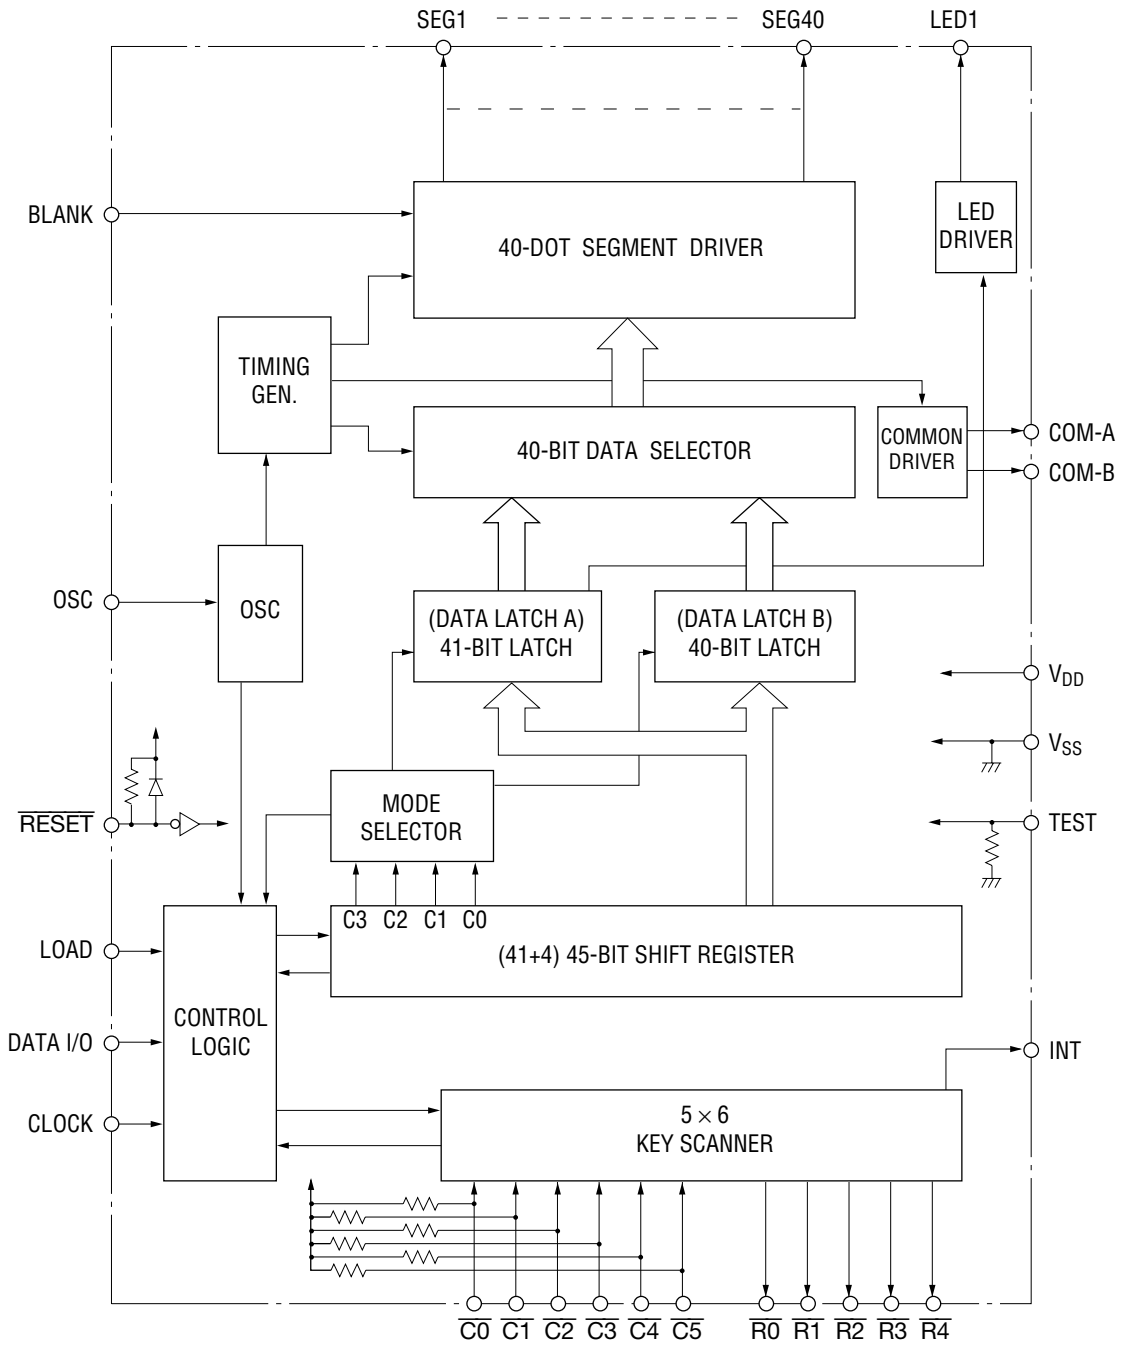 SEG1
SEG40
LED1
BLANK
40-DOT SEGMENT DRIVER
LED
DRIVER
TIMING
GEN.
40-BIT DATA SELECTOR
COMMON
DRIVER
COM-A
COM-B
OSC
OSC
(DATA LATCH A)
41-BIT LATCH
(DATA LATCH B)
40-BIT LATCH
VDD
VSS
RESET
MODE
SELECTOR
TEST
C3 C2 C1 C0
LOAD
(41+4) 45-BIT SHIFT REGISTER
DATA I/O
CONTROL
LOGIC
INT
CLOCK
5 × 6
KEY SCANNER
C0 C1 C2 C3 C4 C5 R0 R1 R2 R3 R4